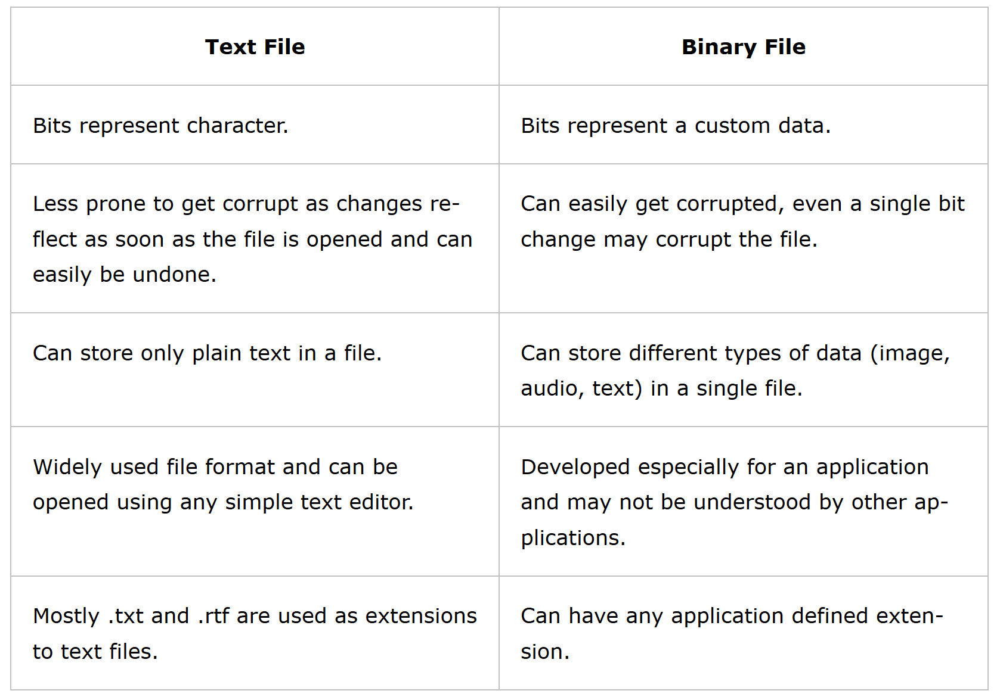 Text File
Binary File
Bits represent character.
Bits represent a custom data.
Less prone to get corrupt as changes re-
flect as soon as the file is opened and can
easily be undone.
Can easily get corrupted, even a single bit
change may corrupt the file.
Can store only plain text in a file.
Can store different types of data (image,
audio, text) in a single file.
Widely used file format and can be
opened using any simple text editor.
Developed especially for an application
and may not be understood by other ap-
plications.
Mostly .txt and .rtf are used as extensions
to text files.
Can have any application defined exten-
sion.